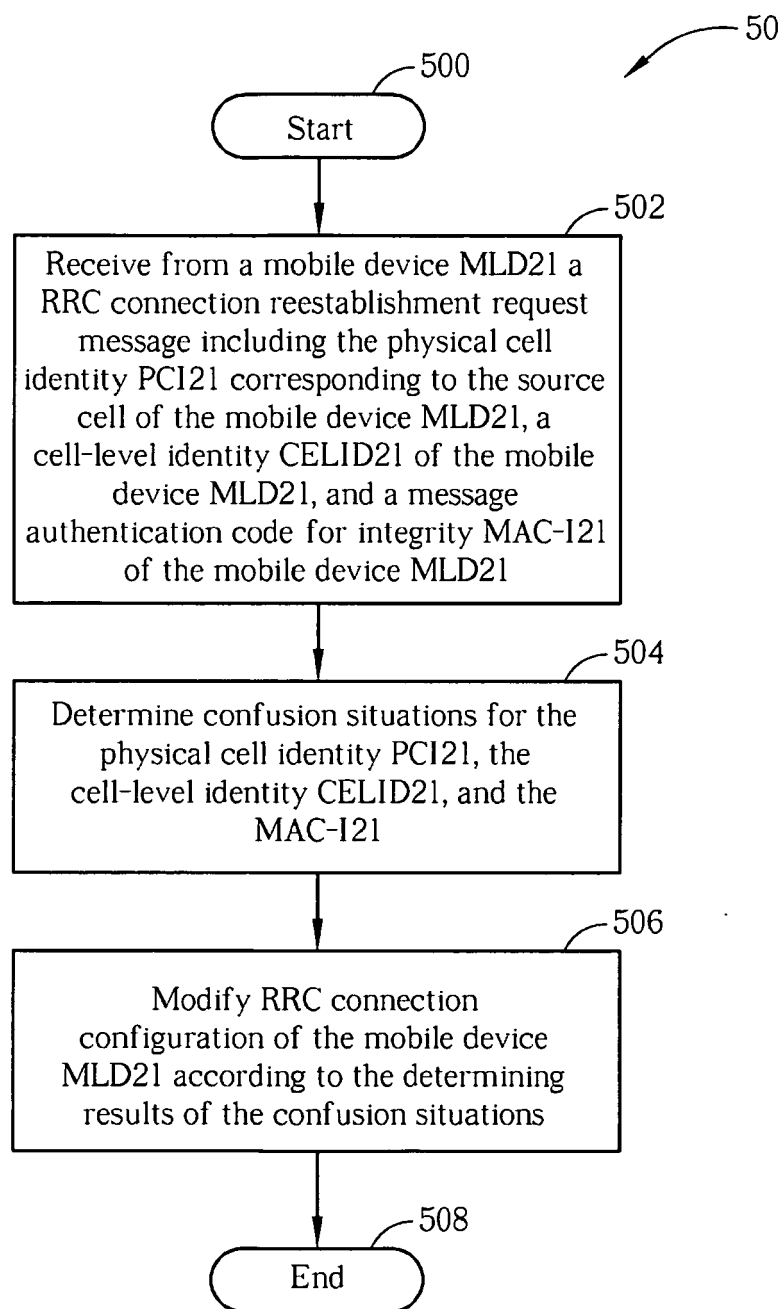 50
500
Start
502
Receive from a mobile device MLD21 a
RRC connection reestablishment request
message including the physical cell
identity PCI21 corresponding to the source
cell of the mobile device MLD21, a
cell-level identity CELID21 of the mobile
device MLD21, and a message
authentication code for integrity MAC-I21
of the mobile device MLD21
504
Determine confusion situations for the
physical cell identity PCI21, the
cell-level identity CELID21, and the
MAC-I21
506
Modify RRC connection
configuration of the mobile device
MLD21 according to the determining
results of the confusion situations
508
End